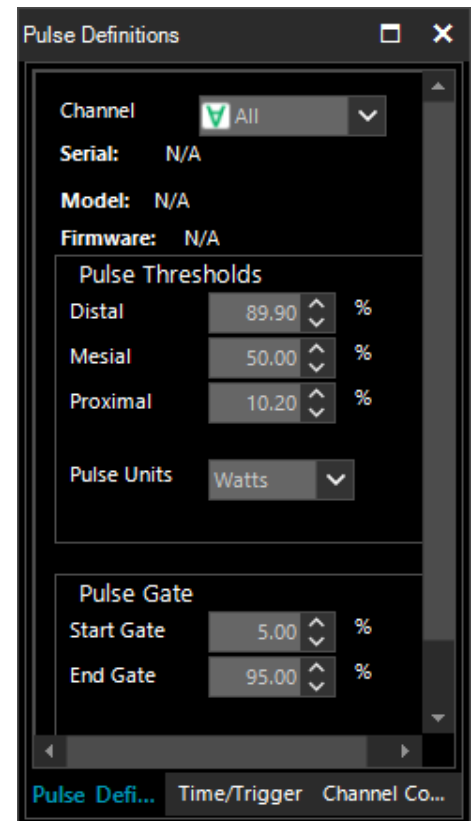 Pulse Definitions
Channel All
Serial: N/A
Model: N/A
Firmware: N/A
Pulse Thresholds
Distal 89.90 %
Mesial 50.00 %
Proximal 10.20 %
Pulse Units Watts
Pulse Gate
Start Gate 5.00 %
End Gate 95.00 %
Pulse Defi... Time/Trigger Channel Co...